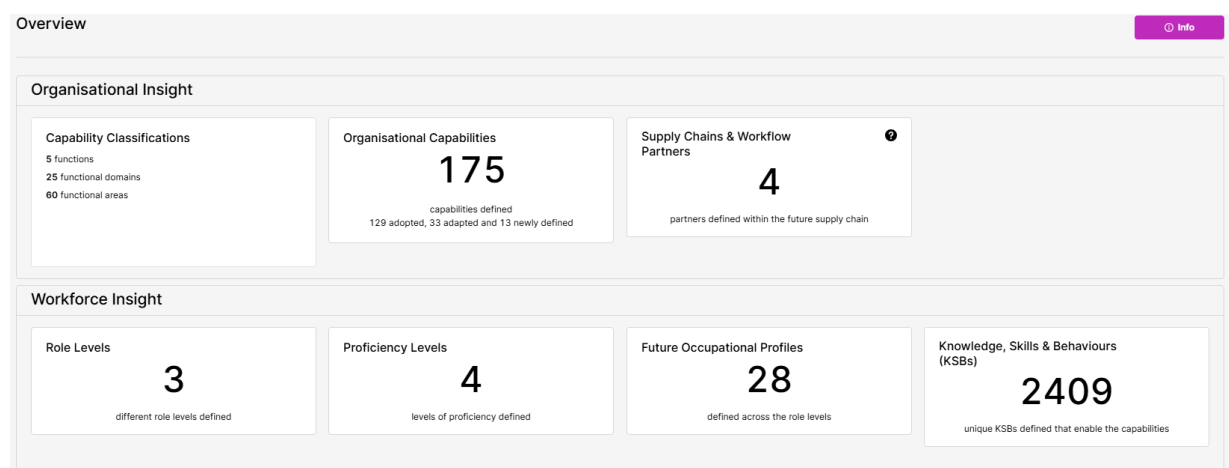 Overview
Info
Organisational Insight
Capability Classifications
5 functions
25 functional domains
60 functional areas
Organisational Capabilities
175
capabilities defined
129 adopted, 33 adapted and 13 newly defined
Supply Chains & Workflow
Partners
4
partners defined within the future supply chain
Workforce Insight
Role Levels
3
different role levels defined
Proficiency Levels
4
levels of proficiency defined
Future Occupational Profiles
28
defined across the role levels
Knowledge, Skills & Behaviours
(KSBs)
2409
unique KSBs defined that enable the capabilities